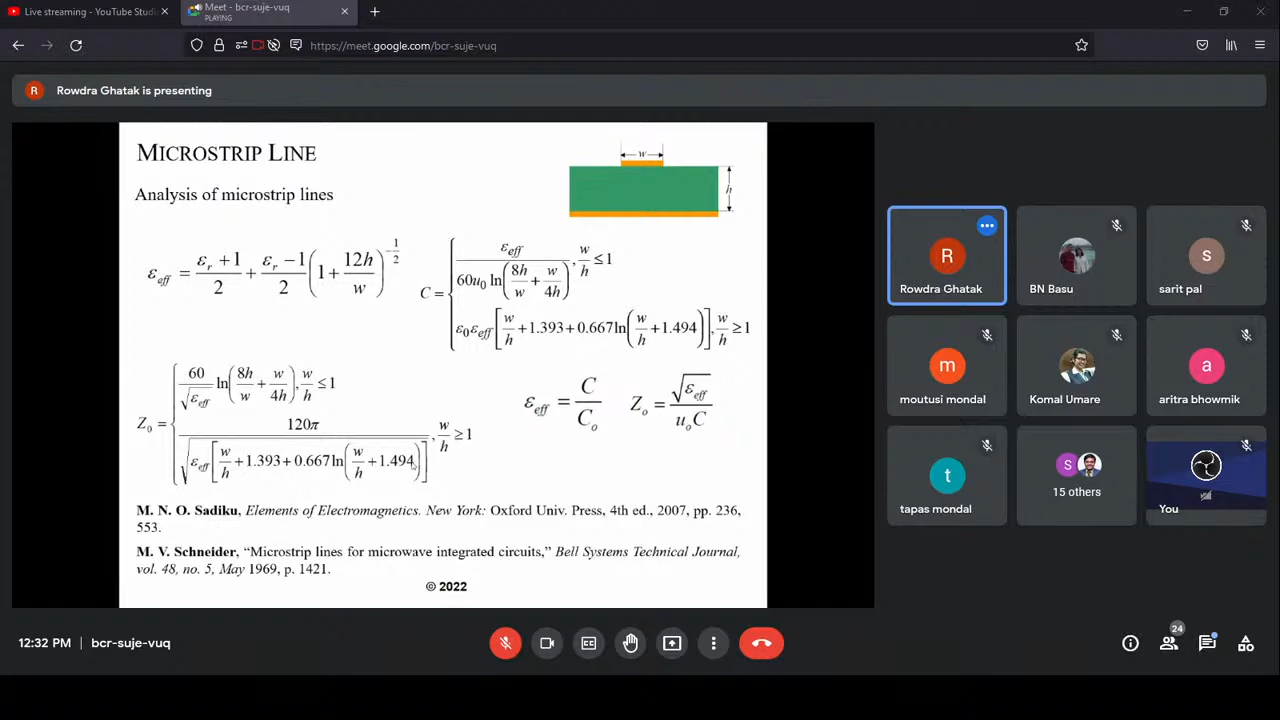 Live streaming - YouTube Stud
Meet - bcr-suje-vuq
PLAYING
https://meet.google.com/bcr-suje-vuq
R Rowdra Ghatak is presenting
MICROSTRIP LINE
Analysis of microstrip lines
w
h
ε_eff = (ε_r + 1)/2 + (ε_r − 1)/2 (1 + 12h/w)^(−1/2)
C = { ε_eff / (60u_0 ln(8h/w + w/4h)), w/h ≤ 1
ε_0 ε_eff [w/h + 1.393 + 0.667 ln(w/h + 1.494)], w/h ≥ 1
Z_0 = { 60/√ε_eff ln(8h/w + w/4h), w/h ≤ 1
120π / √ε_eff [w/h + 1.393 + 0.667 ln(w/h + 1.494)], w/h ≥ 1
ε_eff = C/C_o
Z_o = √ε_eff / u_o C
M. N. O. Sadiku, Elements of Electromagnetics. New York: Oxford Univ. Press, 4th ed., 2007, pp. 236,
553.
M. V. Schneider, “Microstrip lines for microwave integrated circuits,” Bell Systems Technical Journal,
vol. 48, no. 5, May 1969, p. 1421.
© 2022
R
Rowdra Ghatak
BN Basu
s
sarit pal
m
moutusi mondal
Komal Umare
a
aritra bhowmik
t
tapas mondal
S
15 others
You
12:32 PM | bcr-suje-vuq
24